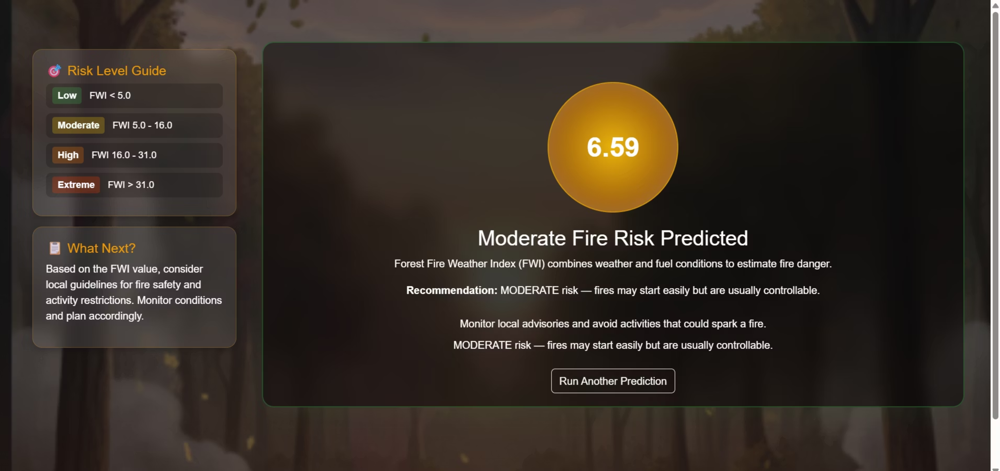 Risk Level Guide
Low FWI < 5.0
Moderate FWI 5.0 - 16.0
High FWI 16.0 - 31.0
Extreme FWI > 31.0
What Next?
Based on the FWI value, consider
local guidelines for fire safety and
activity restrictions. Monitor conditions
and plan accordingly.
6.59
Moderate Fire Risk Predicted
Forest Fire Weather Index (FWI) combines weather and fuel conditions to estimate fire danger.
Recommendation: MODERATE risk — fires may start easily but are usually controllable.
Monitor local advisories and avoid activities that could spark a fire.
MODERATE risk — fires may start easily but are usually controllable.
Run Another Prediction